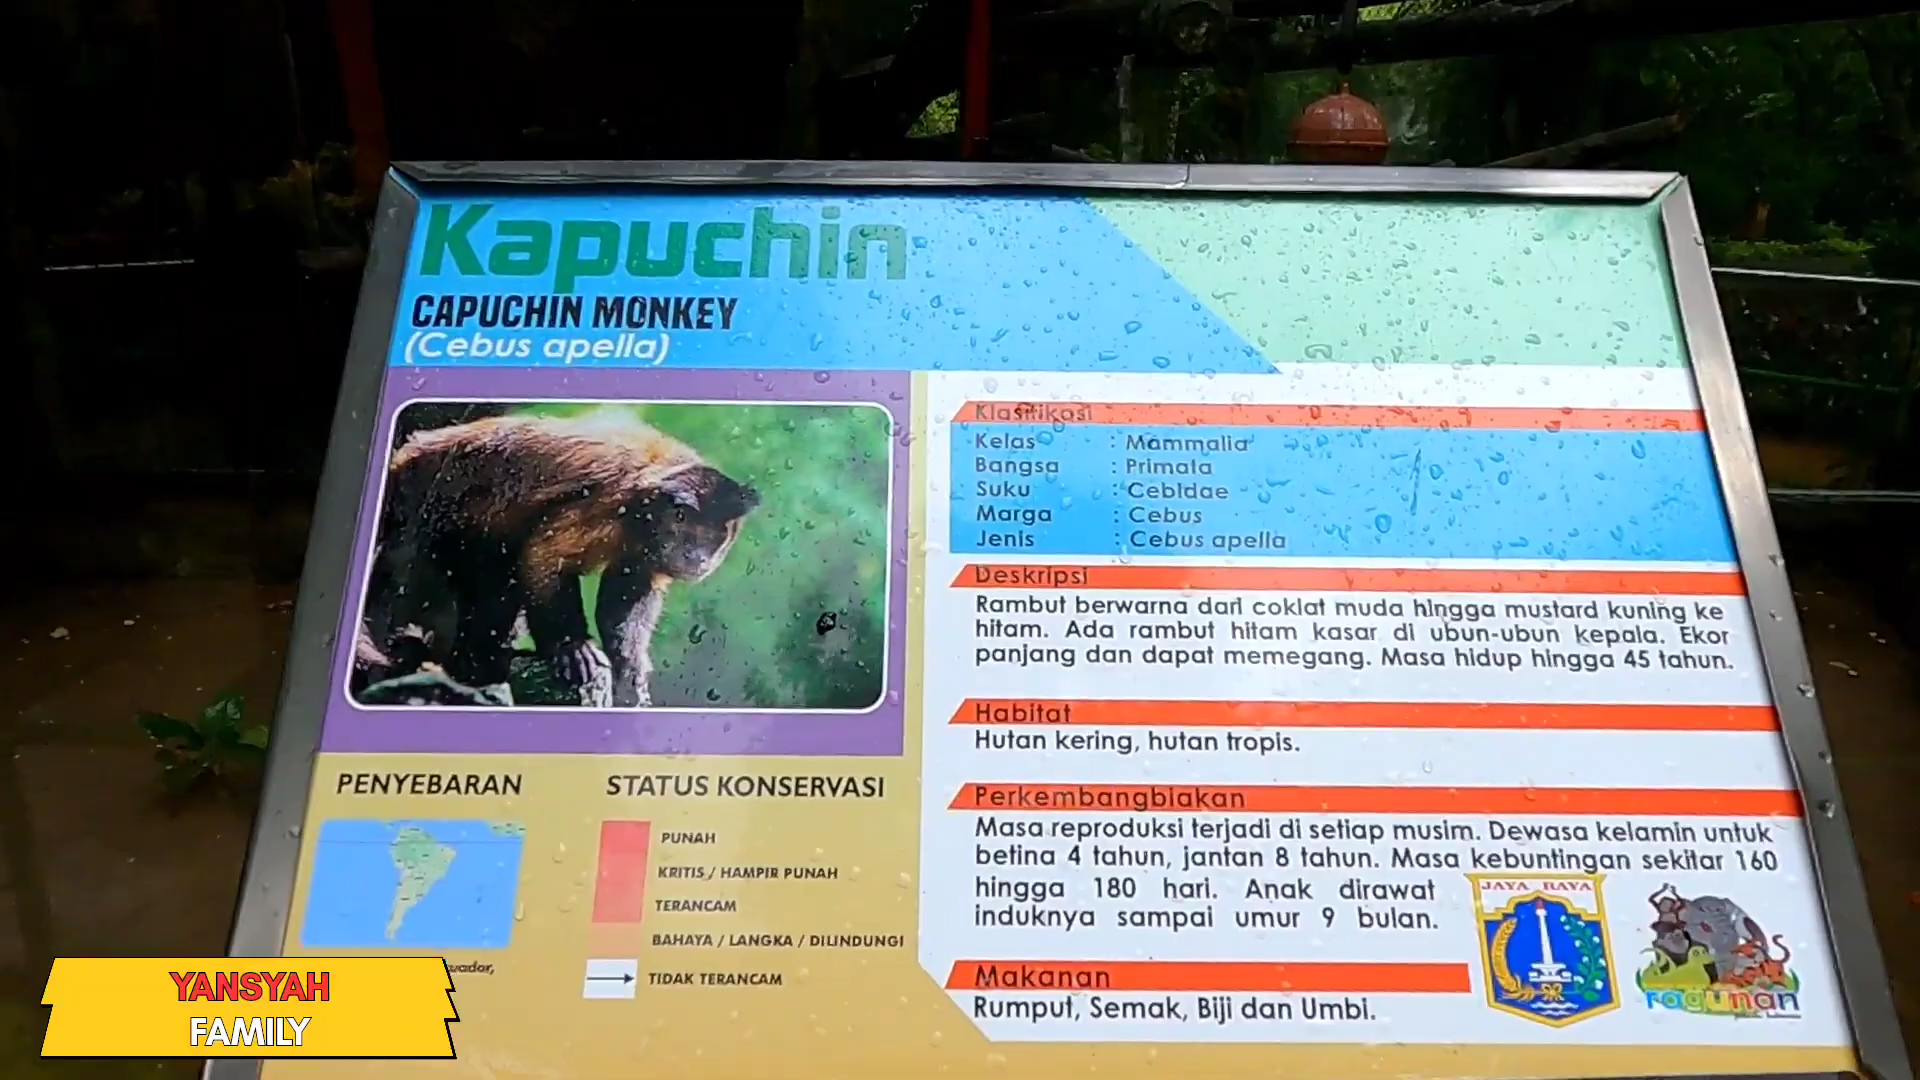 Kapuchin
CAPUCHIN MONKEY
(Cebus apella)
Klasifikasi
Kelas : Mammalia
Bangsa : Primata
Suku : Cebidae
Marga : Cebus
Jenis : Cebus apella
Deskripsi
Rambut berwarna dari coklat muda hingga mustard kuning ke
hitam. Ada rambut hitam kasar di ubun-ubun kepala. Ekor
panjang dan dapat memegang. Masa hidup hingga 45 tahun.
Habitat
Hutan kering, hutan tropis.
Perkembangbiakan
Masa reproduksi terjadi di setiap musim. Dewasa kelamin untuk
betina 4 tahun, jantan 8 tahun. Masa kebuntingan sekitar 160
hingga 180 hari. Anak dirawat
induknya sampai umur 9 bulan.
Makanan
Rumput, Semak, Biji dan Umbi.
JAYA RAYA
ragunan
PENYEBARAN
STATUS KONSERVASI
PUNAH
KRITIS / HAMPIR PUNAH
TERANCAM
BAHAYA / LANGKA / DILINDUNGI
TIDAK TERANCAM
YANSYAH
FAMILY